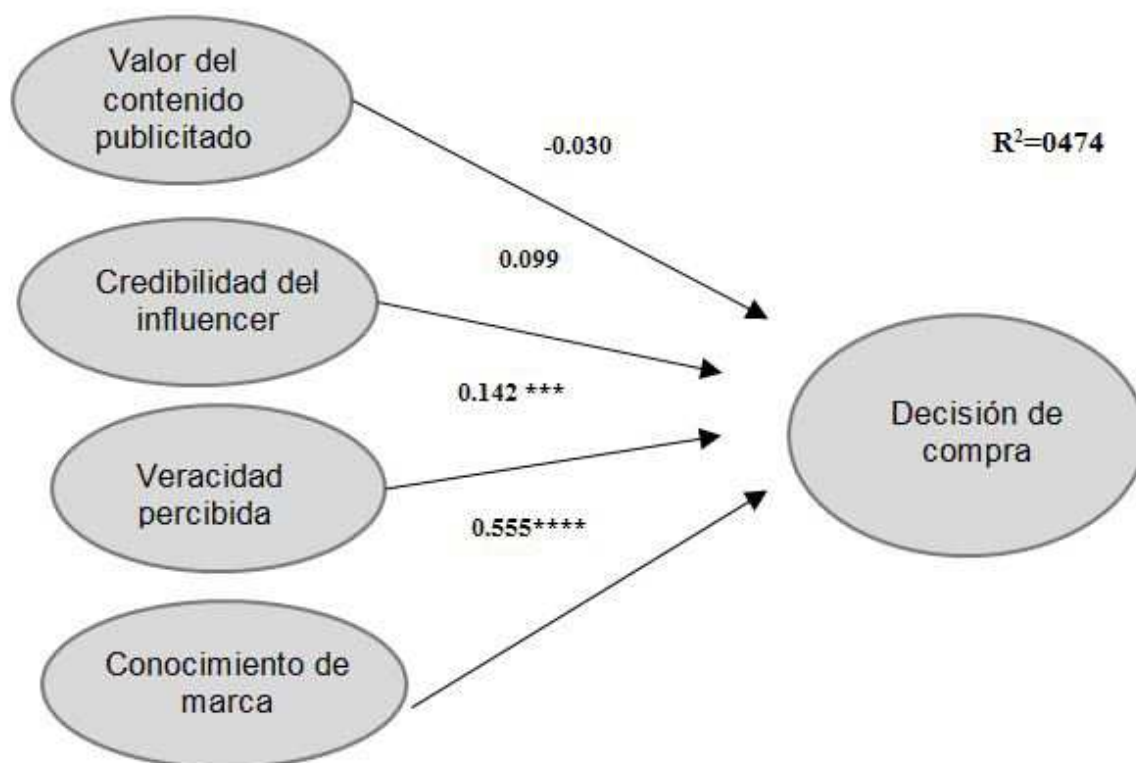 Valor del
contenido
publicitado
-0.030
R²=0474
0.099
Credibilidad del
influencer
0.142 ***
Decisión de
compra
Veracidad
percibida
0.555****
Conocimiento de
marca